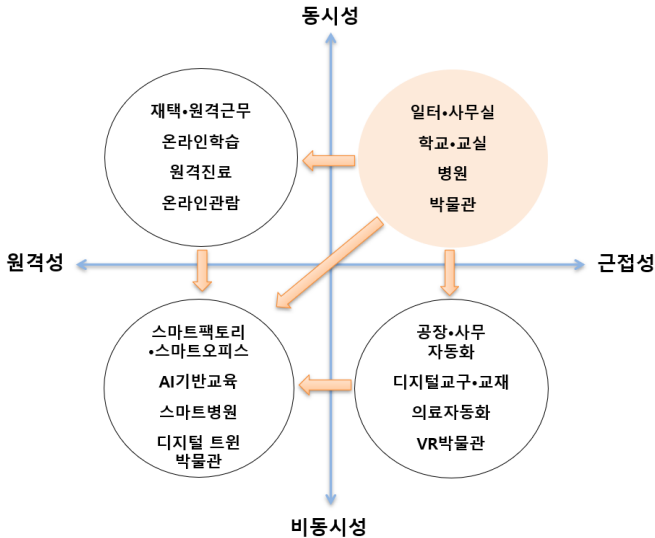 동시성
재택•원격근무
온라인학습
원격진료
온라인관람
일터•사무실
학교•교실
병원
박물관
원격성
근접성
스마트팩토리
•스마트오피스
AI기반교육
스마트병원
디지털 트윈
박물관
공장•사무
자동화
디지털교구•교재
의료자동화
VR박물관
비동시성